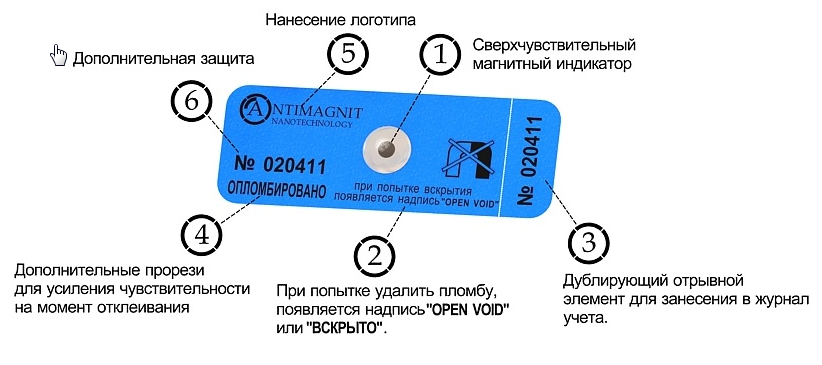 Нанесение логотипа
5
1
Сверхчувствительный
магнитный индикатор
Дополнительная защита
6
ANTIMAGNIT
NANOTECHNOLOGY
№ 020411
ОПЛОМБИРОВАНО
при попытке вскрытия
появляется надпись "OPEN VOID"
№ 020411
4
Дополнительные прорези
для усиления чувствительности
на момент отклеивания
2
При попытке удалить пломбу,
появляется надпись "OPEN VOID"
или "ВСКРЫТО".
3
Дублирующий отрывной
элемент для занесения в журнал
учета.